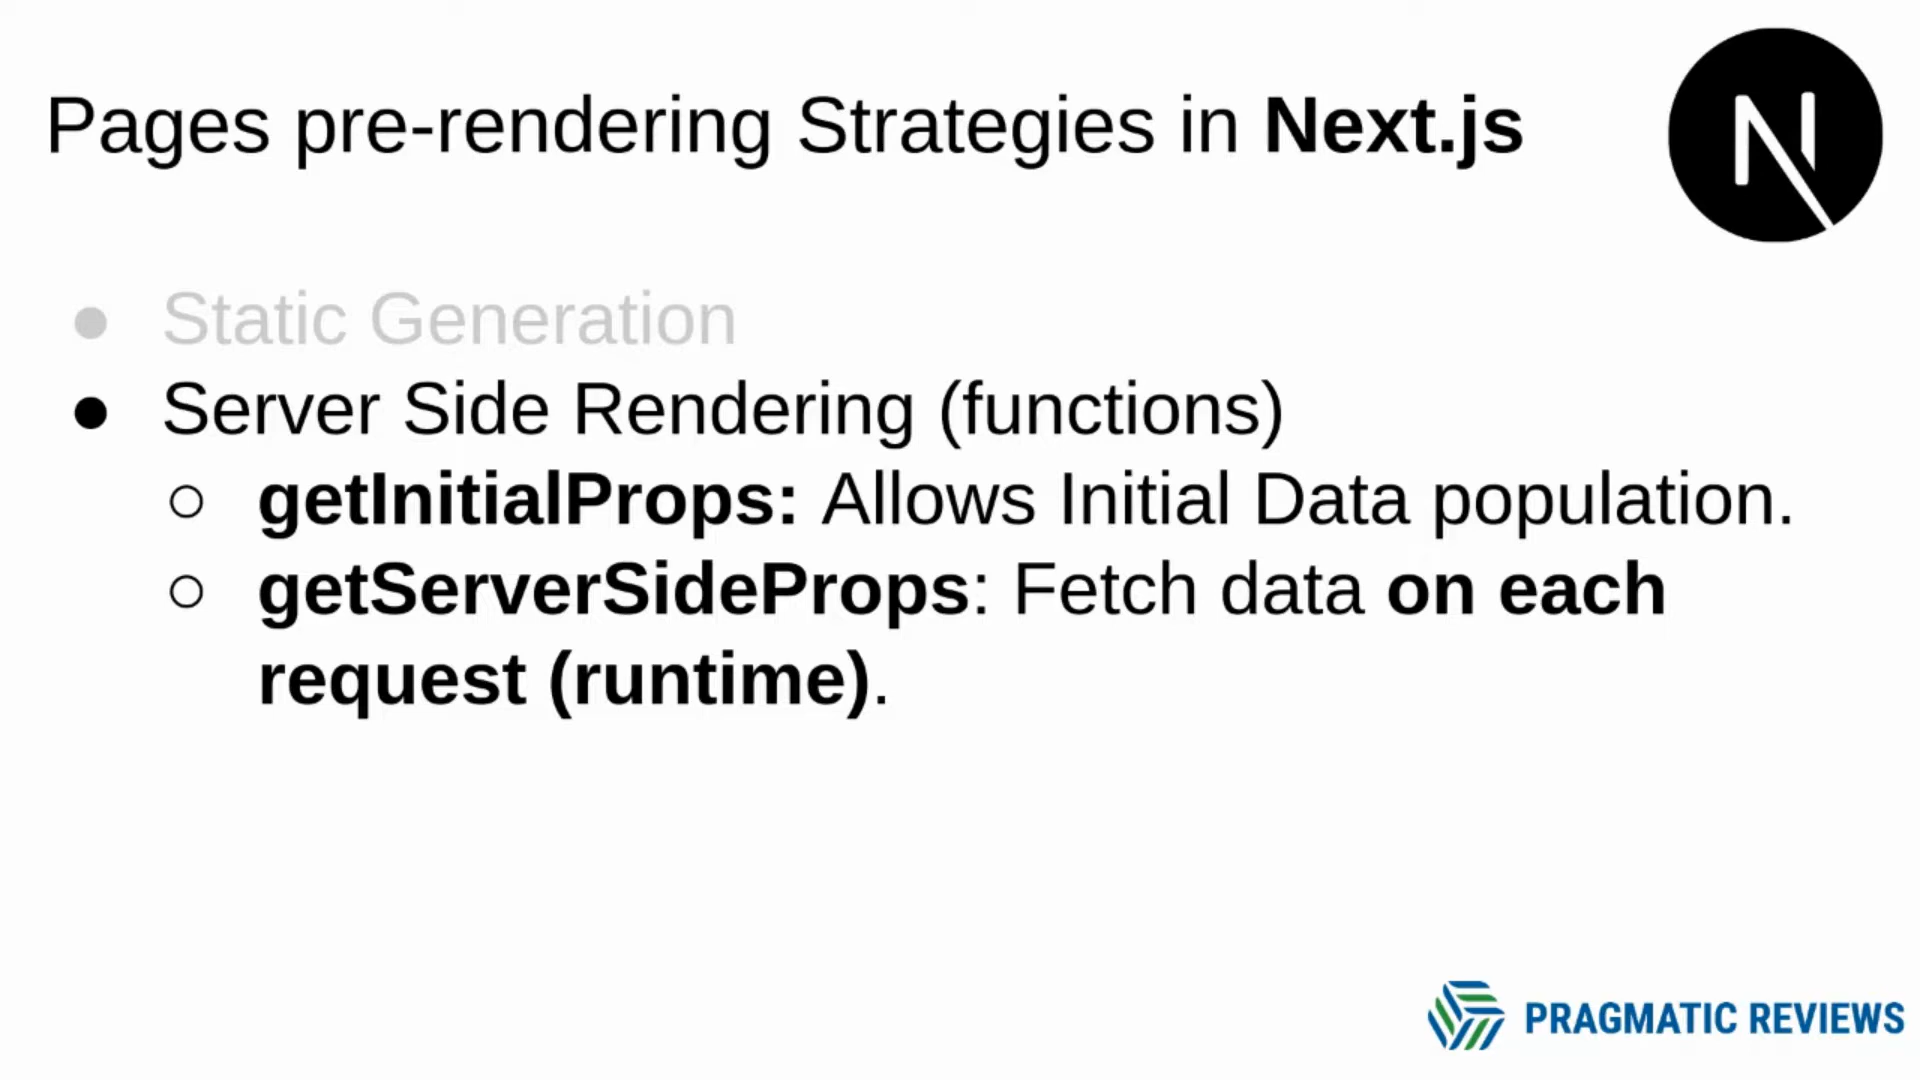 Pages pre-rendering Strategies in Next.js
● Static Generation
● Server Side Rendering (functions)
○ getInitialProps: Allows Initial Data population.
○ getServerSideProps: Fetch data on each
request (runtime).
PRAGMATIC REVIEWS